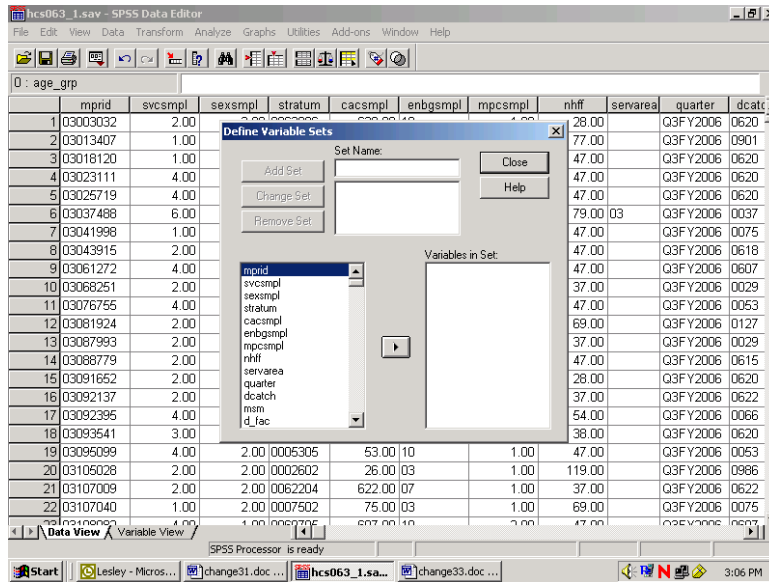 hcs063_1.sav - SPSS Data Editor
File Edit View Data Transform Analyze Graphs Utilities Add-ons Window Help
0 : age_grp
mprid svcsmpl sexsmpl stratum cacsmpl enbgsmpl mpcsmpl nhff servarea quarter dcatc
1 03003032 2.00 28.00 Q3FY2006 0620
2 03013407 1.00 77.00 Q3FY2006 0901
3 03018120 1.00 47.00 Q3FY2006 0620
4 03023111 4.00 47.00 Q3FY2006 0620
5 03025719 4.00 47.00 Q3FY2006 0620
6 03037488 6.00 79.00 03 Q3FY2006 0037
7 03041998 1.00 47.00 Q3FY2006 0075
8 03043915 2.00 47.00 Q3FY2006 0618
9 03061272 4.00 47.00 Q3FY2006 0607
10 03068251 2.00 37.00 Q3FY2006 0029
11 03076755 4.00 47.00 Q3FY2006 0053
12 03081924 2.00 69.00 Q3FY2006 0127
13 03087993 2.00 37.00 Q3FY2006 0029
14 03088779 2.00 47.00 Q3FY2006 0615
15 03091652 2.00 28.00 Q3FY2006 0620
16 03092137 2.00 37.00 Q3FY2006 0622
17 03092395 4.00 54.00 Q3FY2006 0066
18 03093541 3.00 38.00 Q3FY2006 0620
19 03095099 4.00 2.00 0005305 53.00 10 1.00 47.00 Q3FY2006 0053
20 03105028 2.00 2.00 0002602 26.00 03 1.00 119.00 Q3FY2006 0986
21 03107009 2.00 2.00 0062204 622.00 07 1.00 37.00 Q3FY2006 0622
22 03107040 1.00 2.00 0007502 75.00 03 1.00 69.00 Q3FY2006 0075
Define Variable Sets
Set Name:
Add Set
Change Set
Remove Set
Close
Help
Variables in Set:
mprid
svcsmpl
sexsmpl
stratum
cacsmpl
enbgsmpl
mpcsmpl
nhff
servarea
quarter
dcatch
msm
d_fac
Data View Variable View
SPSS Processor is ready
Start Lesley - Micros... change31.doc ... hcs063_1.sa... change33.doc ... 3:06 PM